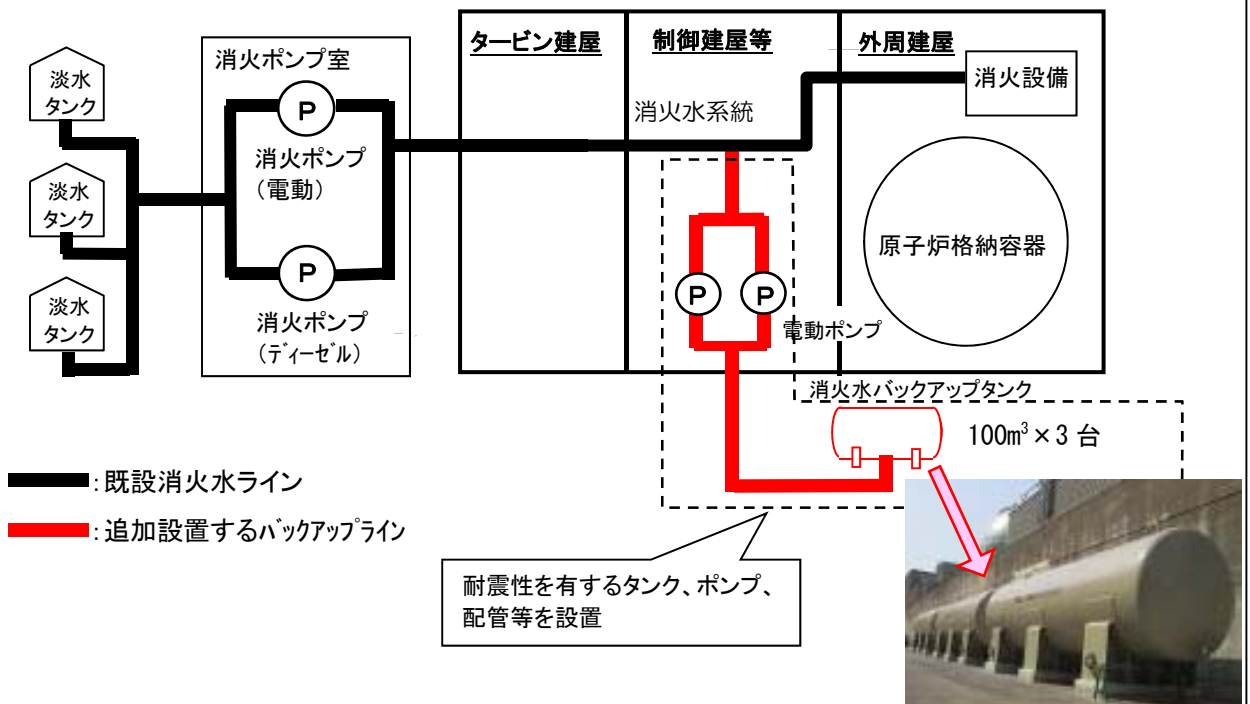 タービン建屋
制御建屋等
外周建屋
淡水
タンク
消火ポンプ室
P
消火ポンプ
（電動）
消火設備
消火水系統
淡水
タンク
原子炉格納容器
P
消火ポンプ
（ﾃﾞｨｰｾﾞﾙ）
P
P
電動ポンプ
淡水
タンク
消火水バックアップタンク
100m³×3 台
：既設消火水ライン
：追加設置するﾊﾞｯｸｱｯﾌﾟﾗｲﾝ
耐震性を有するタンク、ポンプ、
配管等を設置